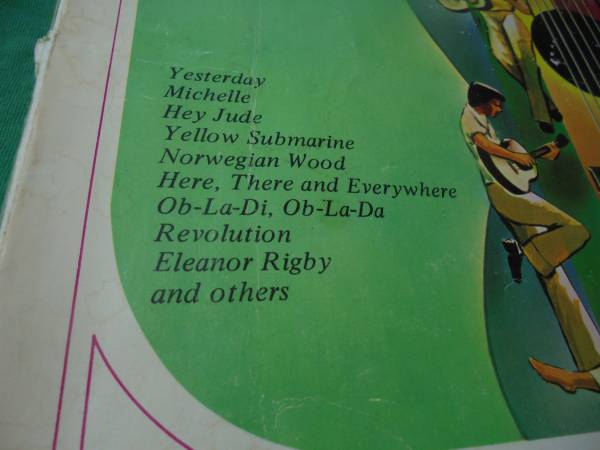 Yesterday
Michelle
Hey Jude
Yellow Submarine
Norwegian Wood
Here, There and Everywhere
Ob-La-Di, Ob-La-Da
Revolution
Eleanor Rigby
and others